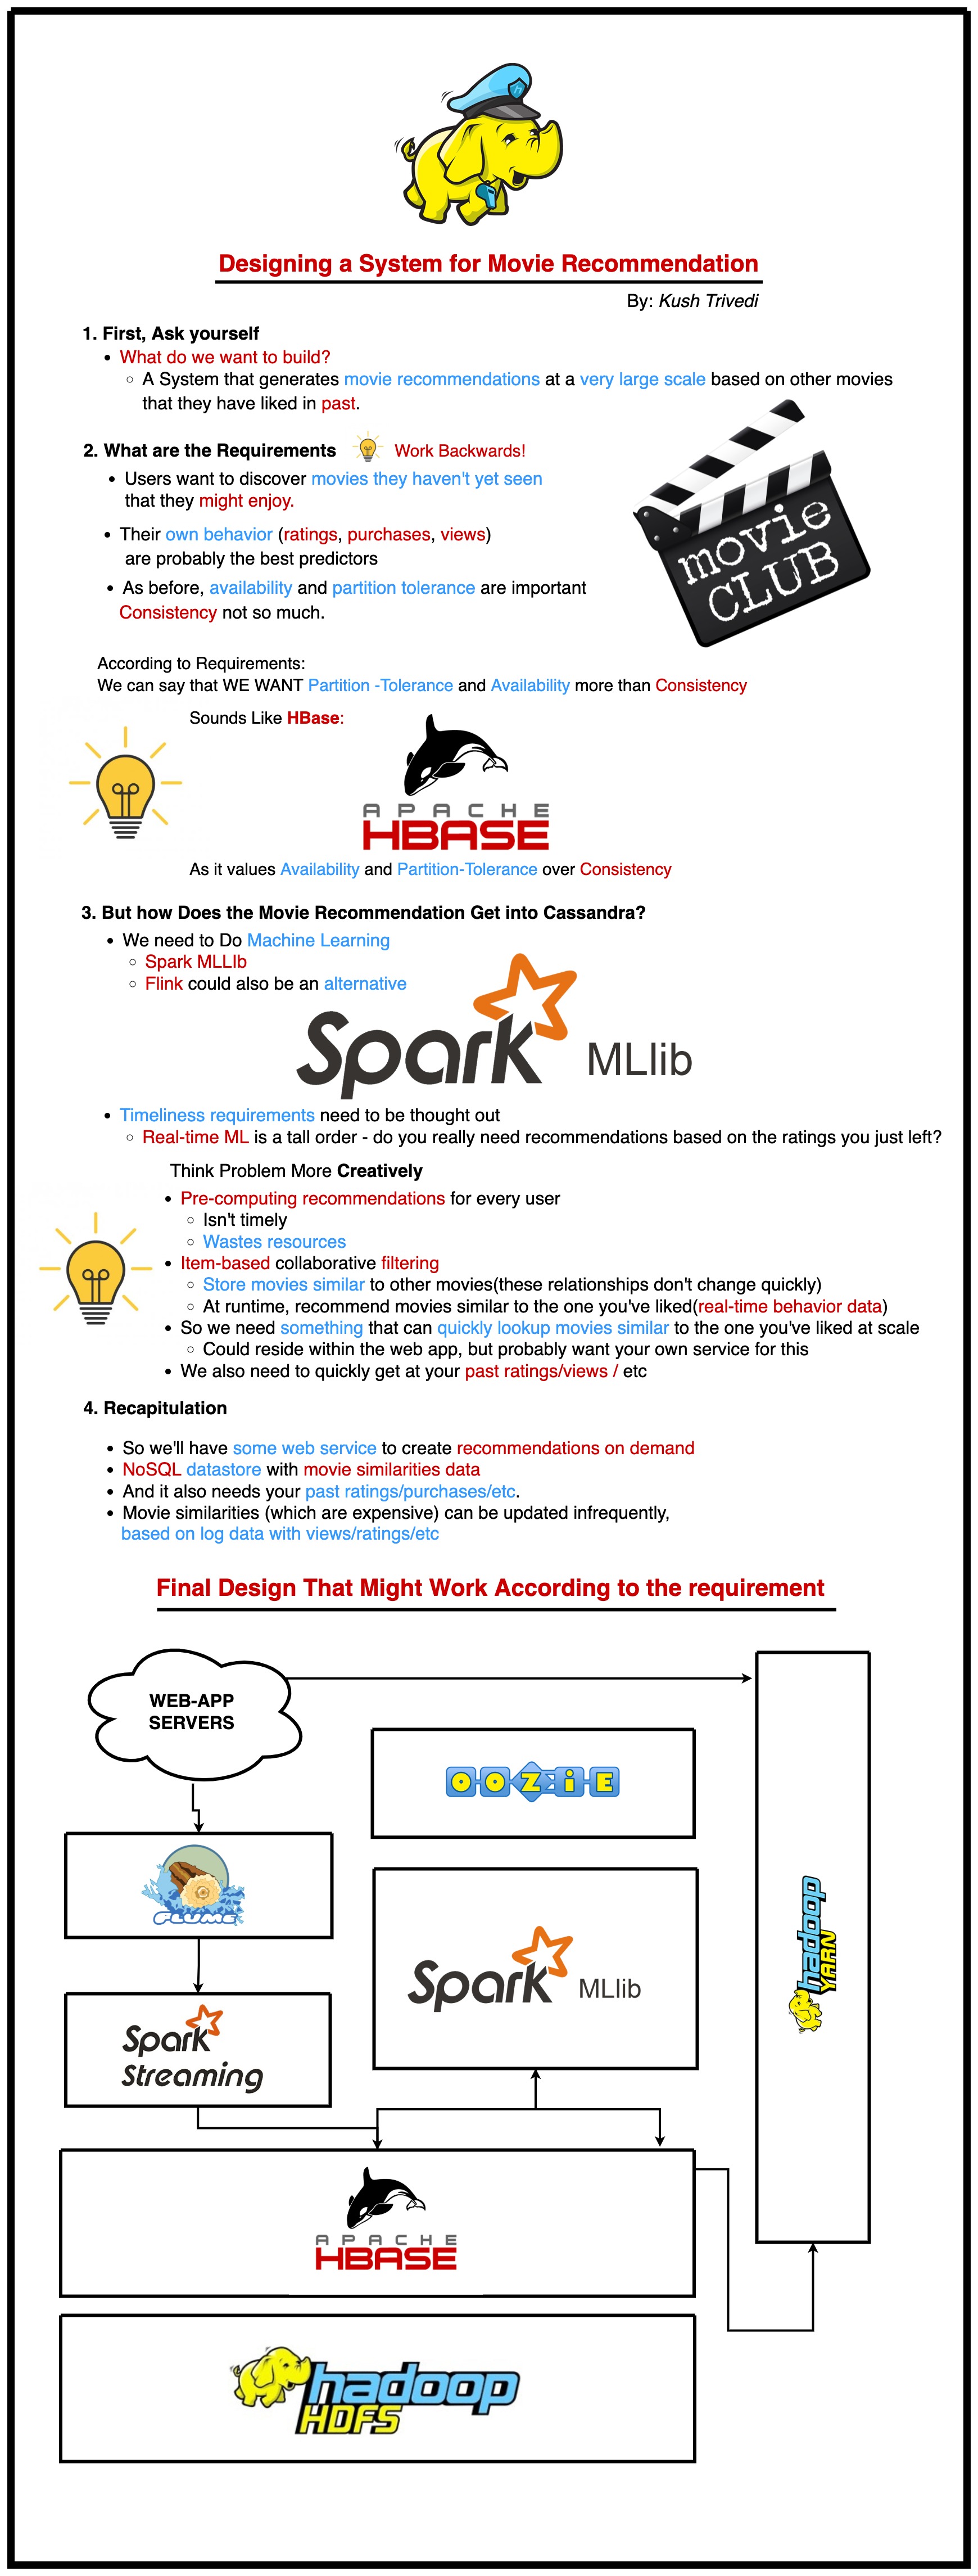 Designing a System for Movie Recommendation
By: Kush Trivedi
1. First, Ask yourself
• What do we want to build?
○ A System that generates movie recommendations at a very large scale based on other movies
that they have liked in past.
2. What are the Requirements Work Backwards!
• Users want to discover movies they haven't yet seen
that they might enjoy.
• Their own behavior (ratings, purchases, views)
are probably the best predictors
• As before, availability and partition tolerance are important
Consistency not so much.
movie
CLUB
According to Requirements:
We can say that WE WANT Partition -Tolerance and Availability more than Consistency
Sounds Like HBase:
APACHE
HBASE
As it values Availability and Partition-Tolerance over Consistency
3. But how Does the Movie Recommendation Get into Cassandra?
• We need to Do Machine Learning
○ Spark MLLIb
○ Flink could also be an alternative
Spark MLlib
• Timeliness requirements need to be thought out
○ Real-time ML is a tall order - do you really need recommendations based on the ratings you just left?
Think Problem More Creatively
• Pre-computing recommendations for every user
○ Isn't timely
○ Wastes resources
• Item-based collaborative filtering
○ Store movies similar to other movies(these relationships don't change quickly)
○ At runtime, recommend movies similar to the one you've liked(real-time behavior data)
• So we need something that can quickly lookup movies similar to the one you've liked at scale
○ Could reside within the web app, but probably want your own service for this
• We also need to quickly get at your past ratings/views / etc
4. Recapitulation
• So we'll have some web service to create recommendations on demand
• NoSQL datastore with movie similarities data
• And it also needs your past ratings/purchases/etc.
• Movie similarities (which are expensive) can be updated infrequently,
based on log data with views/ratings/etc
Final Design That Might Work According to the requirement
WEB-APP
SERVERS
OOZiE
FLUME
Spark MLlib
hadoop
YARN
Spark
Streaming
APACHE
HBASE
hadoop
HDFS